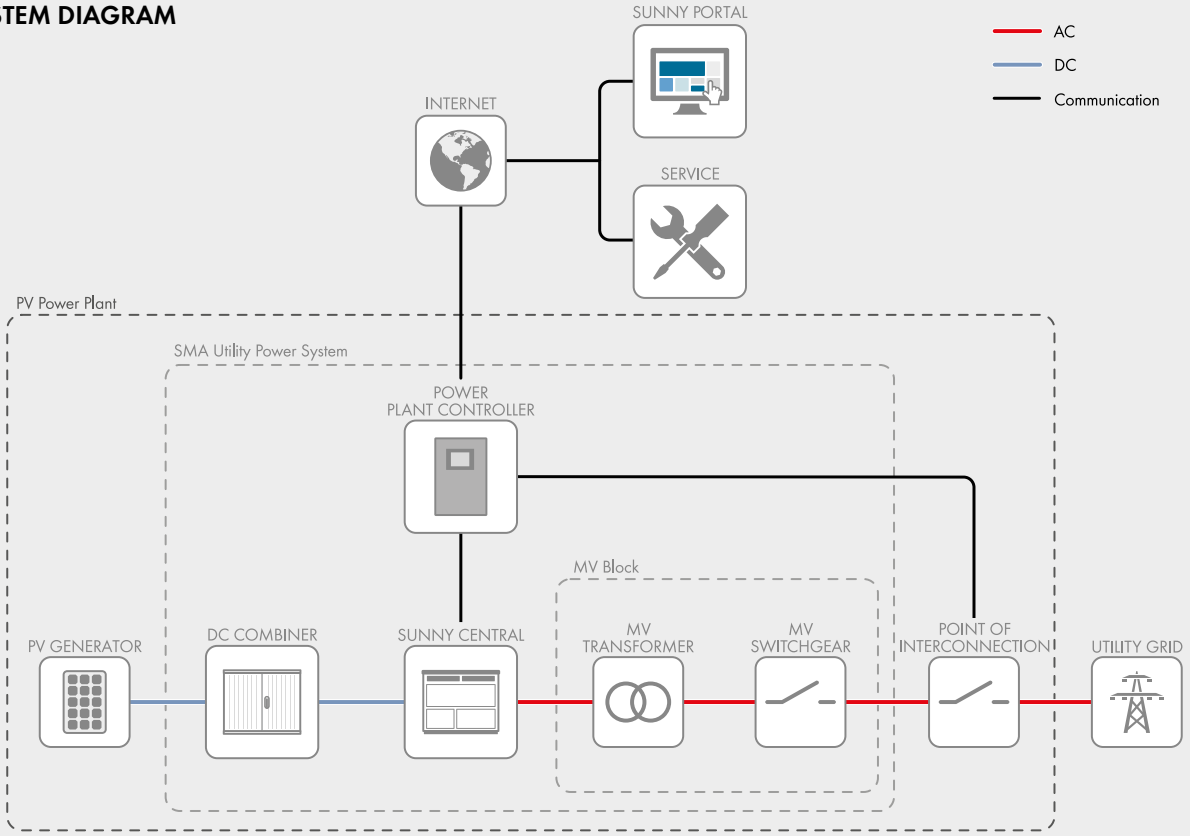 STEM DIAGRAM
SUNNY PORTAL
AC
DC
Communication
INTERNET
SERVICE
PV Power Plant
SMA Utility Power System
POWER
PLANT CONTROLLER
MV Block
PV GENERATOR
DC COMBINER
SUNNY CENTRAL
MV
TRANSFORMER
MV
SWITCHGEAR
POINT OF
INTERCONNECTION
UTILITY GRID